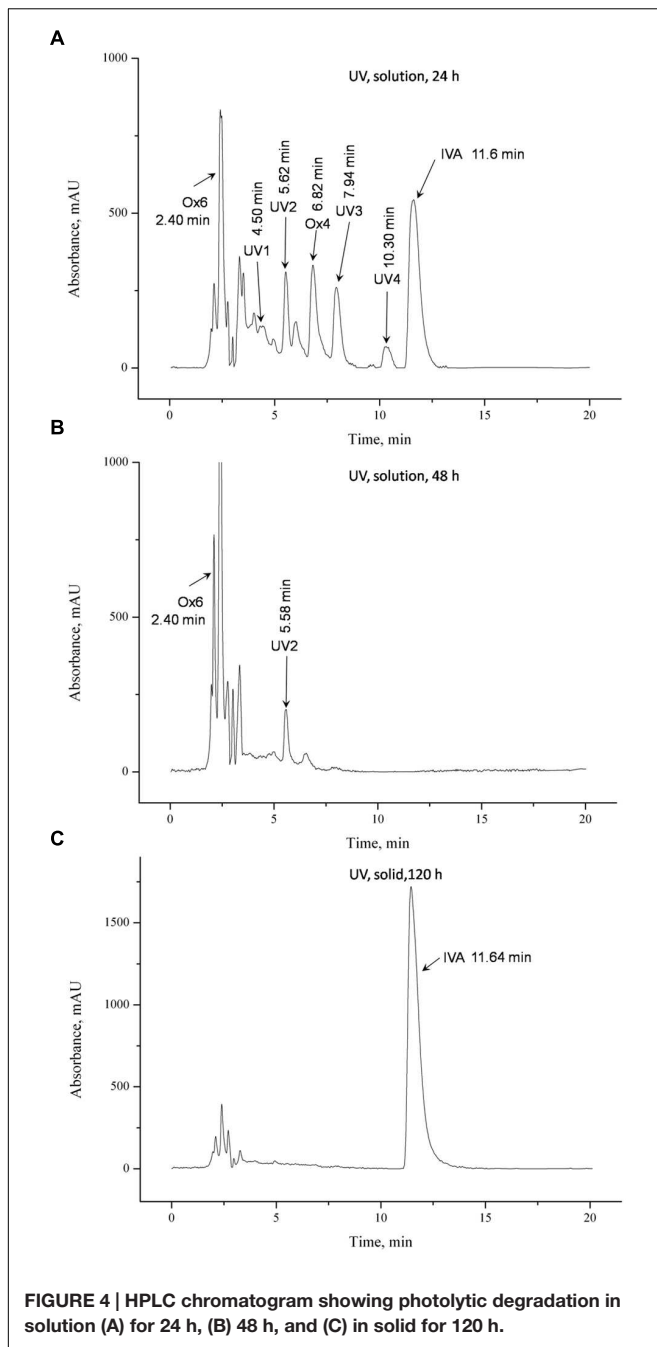 A
1000
UV, solution, 24 h
IVA 11.6 min
Ox6
2.40 min
4.50 min
UV1
5.62 min
UV2
6.82 min
Ox4
7.94 min
UV3
10.30 min
UV4
500
0
Absorbance, mAU
0 5 10 15 20
Time, min
B
1000
UV, solution, 48 h
Ox6
2.40 min
5.58 min
UV2
500
0
Absorbance, mAU
0 5 10 15 20
Time, min
C
UV, solid,120 h
IVA 11.64 min
1500
1000
500
0
Absorbance, mAU
0 5 10 15 20
Time, min
FIGURE 4 | HPLC chromatogram showing photolytic degradation in
solution (A) for 24 h, (B) 48 h, and (C) in solid for 120 h.